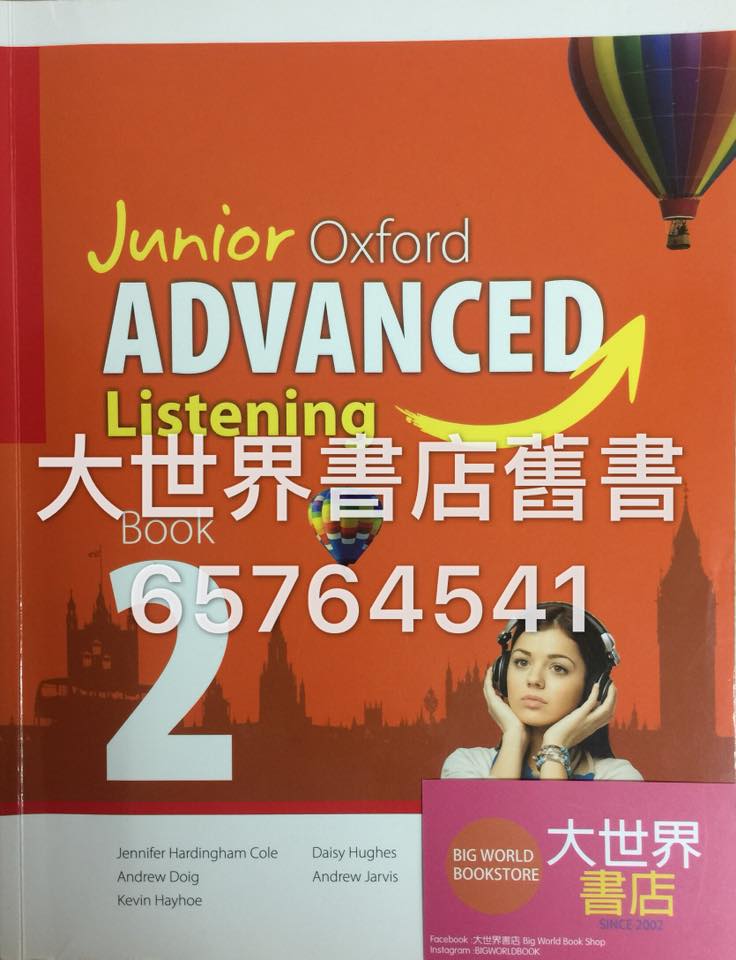 Junior Oxford
ADVANCED
Listening
大世界書店舊書
Book
65764541
2
Jennifer Hardingham Cole
Daisy Hughes
Andrew Doig
Andrew Jarvis
Kevin Hayhoe
BIG WORLD
BOOKSTORE
大世界
書店
SINCE 2002
Facebook :大世界書店 Big World Book Shop
Instagram :BIGWORLDBOOK